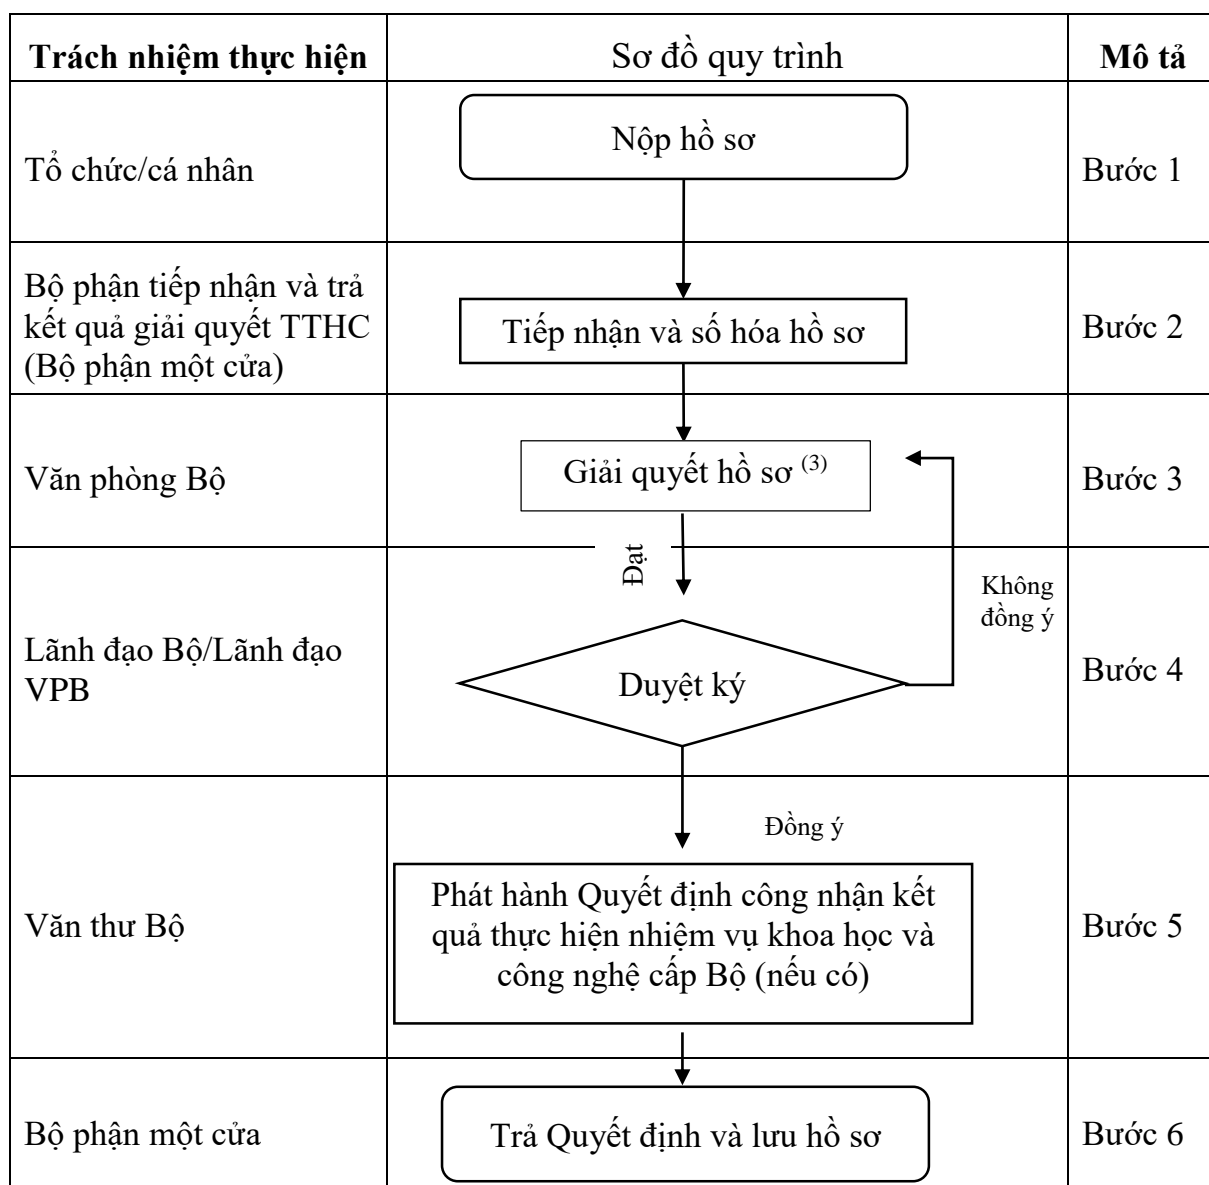 Trách nhiệm thực hiện
Sơ đồ quy trình
Mô tả
Tổ chức/cá nhân
Nộp hồ sơ
Bước 1
Bộ phận tiếp nhận và trả
kết quả giải quyết TTHC
(Bộ phận một cửa)
Tiếp nhận và số hóa hồ sơ
Bước 2
Văn phòng Bộ
Giải quyết hồ sơ (3)
Bước 3
Đạt
Không
đồng ý
Lãnh đạo Bộ/Lãnh đạo
VPB
Duyệt ký
Bước 4
Đồng ý
Văn thư Bộ
Phát hành Quyết định công nhận kết
quả thực hiện nhiệm vụ khoa học và
công nghệ cấp Bộ (nếu có)
Bước 5
Bộ phận một cửa
Trả Quyết định và lưu hồ sơ
Bước 6